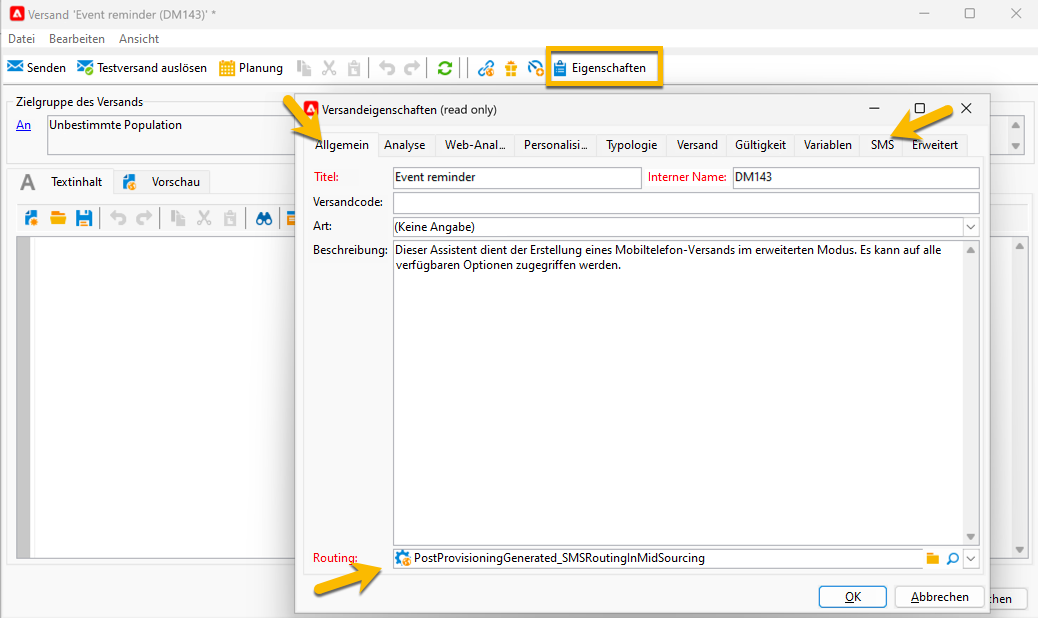 Versand 'Event reminder (DM143)' *
Datei Bearbeiten Ansicht
Senden Testversand auslösen Planung Eigenschaften
Zielgruppe des Versands
An Unbestimmte Population
Versandeigenschaften (read only)
Allgemein Analyse Web-Anal... Personalisi... Typologie Versand Gültigkeit Variablen SMS Erweitert
A Textinhalt Vorschau
Titel: Event reminder Interner Name: DM143
Versandcode:
Art: (Keine Angabe)
Beschreibung: Dieser Assistent dient der Erstellung eines Mobiltelefon-Versands im erweiterten Modus. Es kann auf alle
verfügbaren Optionen zugegriffen werden.
Routing: PostProvisioningGenerated_SMSRoutingInMidSourcing
OK Abbrechen